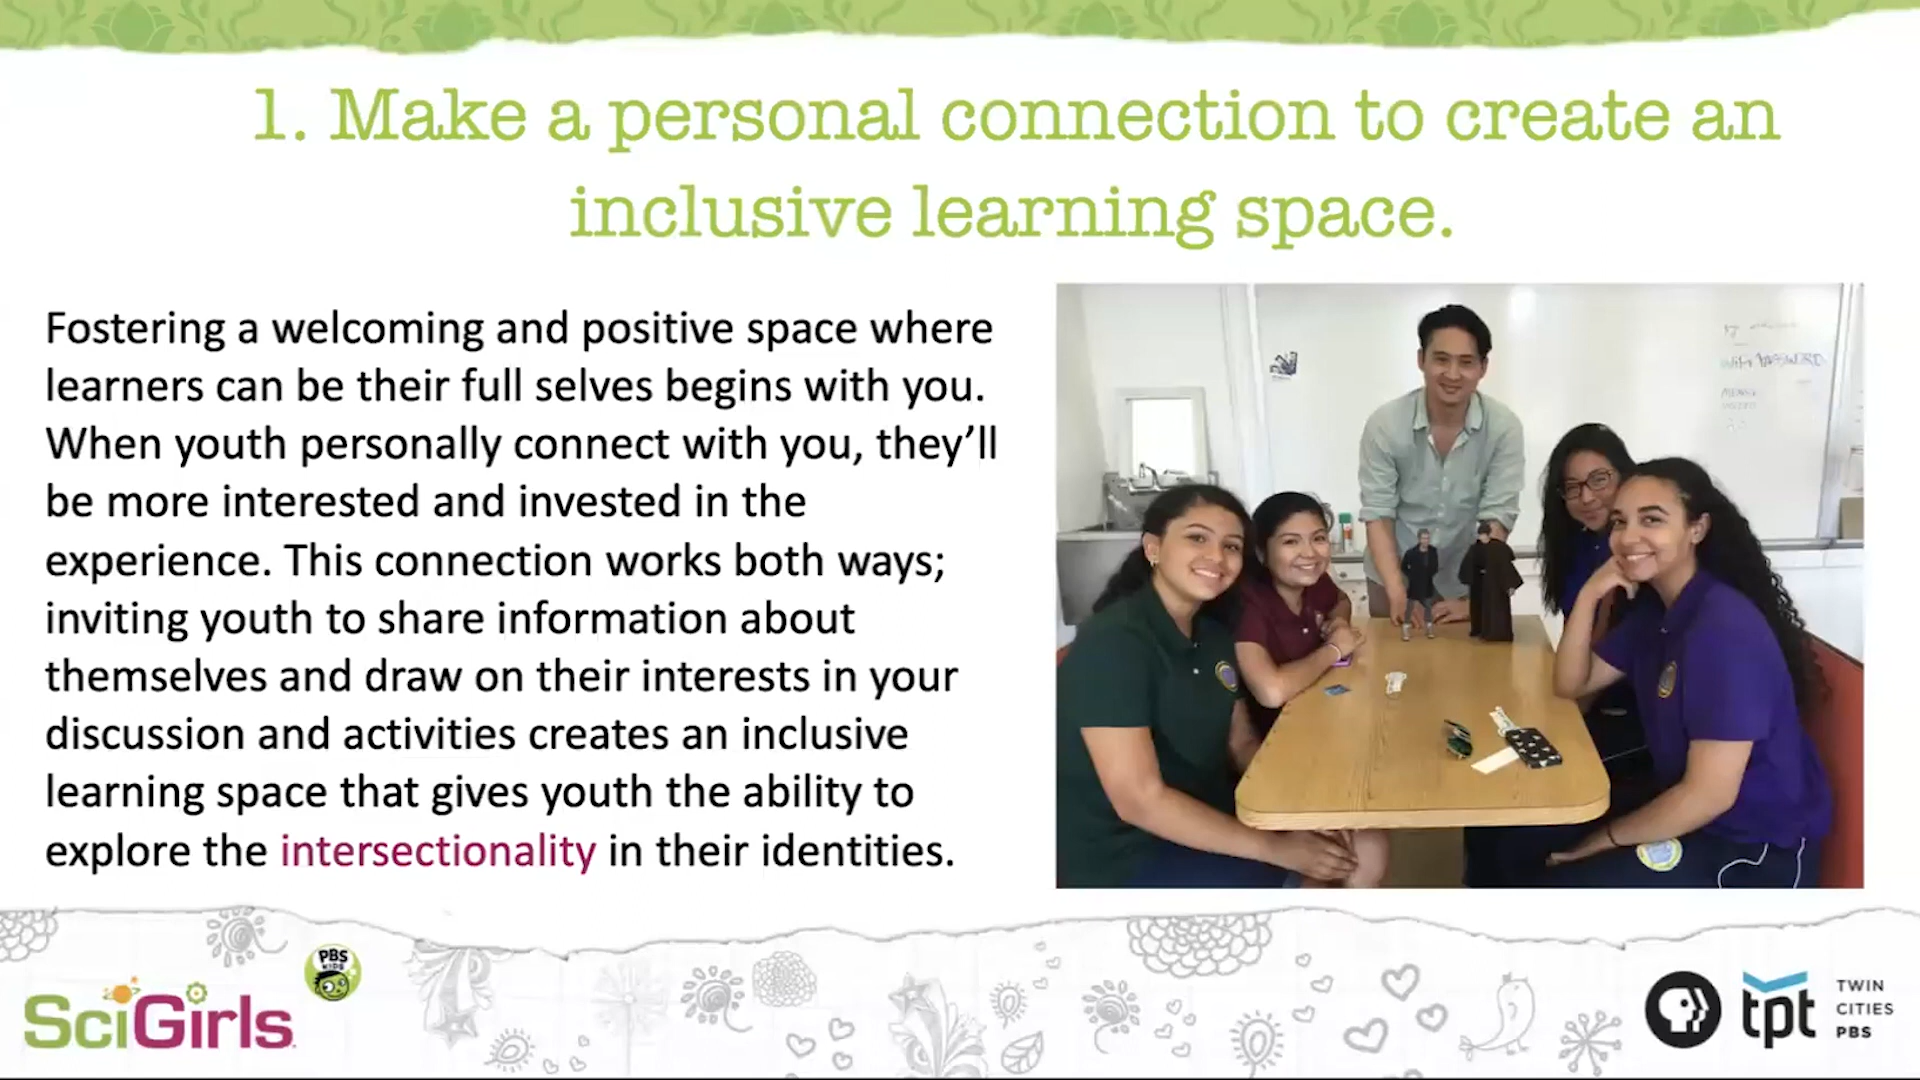 1. Make a personal connection to create an
inclusive learning space.
Fostering a welcoming and positive space where
learners can be their full selves begins with you.
When youth personally connect with you, they’ll
be more interested and invested in the
experience. This connection works both ways;
inviting youth to share information about
themselves and draw on their interests in your
discussion and activities creates an inclusive
learning space that gives youth the ability to
explore the intersectionality in their identities.
WiFi PASSWORD
PBS
KIDS
SciGirls
tpt
TWIN
CITIES
PBS